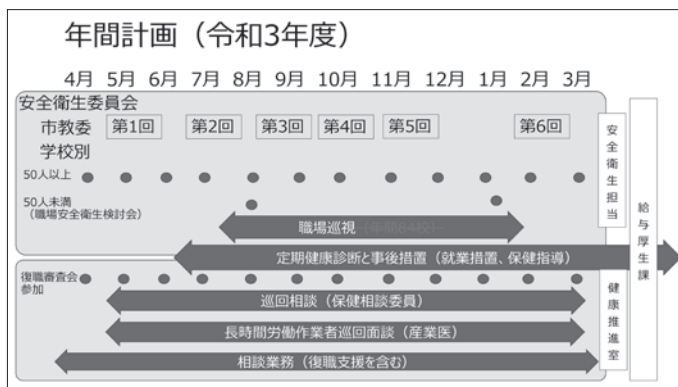 年間計画（令和3年度）
4月 5月 6月 7月 8月 9月 10月 11月 12月 1月 2月 3月
安全衛生委員会
市教委 第1回 第2回 第3回 第4回 第5回 第6回
学校別
50人以上
50人未満
（職場安全衛生検討会）
職場巡視（年間84校）
定期健康診断と事後措置（就業措置、保健指導）
復職審査会
参加
巡回相談（保健相談委員）
長時間労働作業者巡回面談（産業医）
相談業務（復職支援を含む）
安全衛生担当
健康推進室
給与厚生課